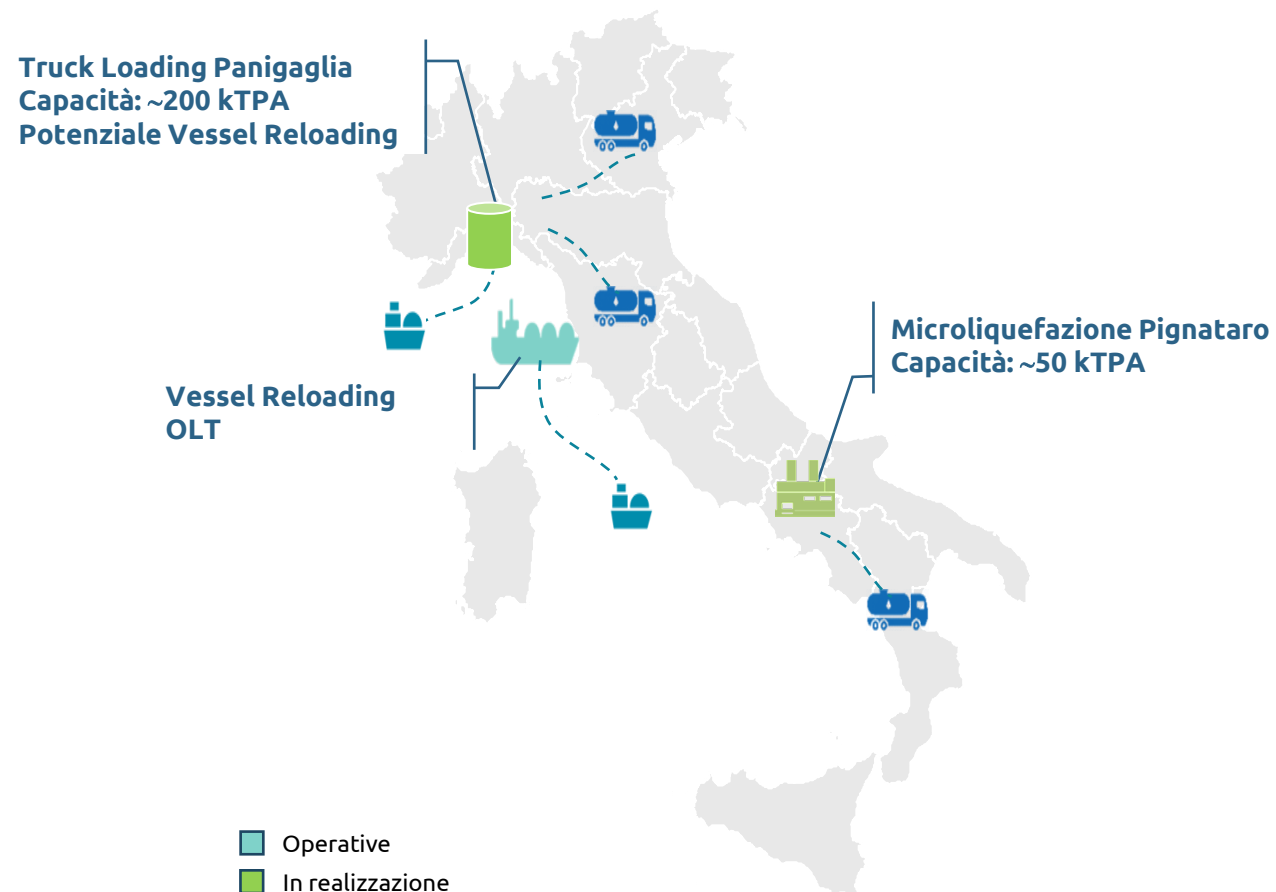 Truck Loading Panigaglia
Capacità: ~200 kTPA
Potenziale Vessel Reloading
Microliquefazione Pignataro
Capacità: ~50 kTPA
Vessel Reloading
OLT
Operative
In realizzazione